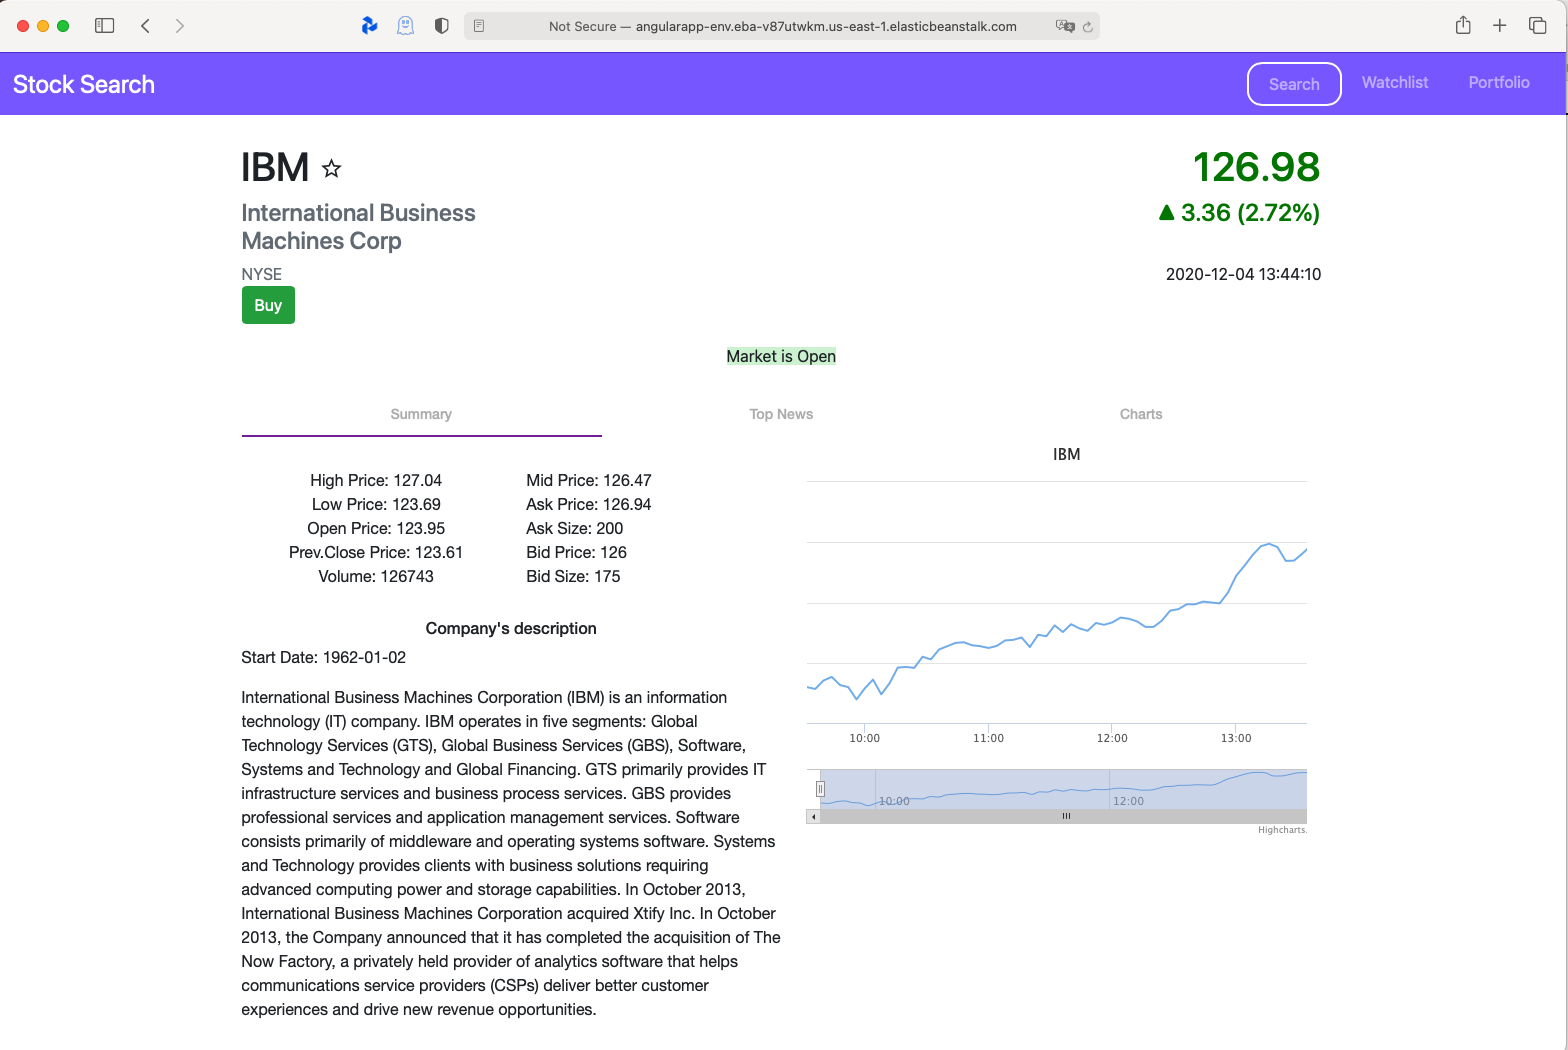 Not Secure — angularapp-env.eba-v87utwkm.us-east-1.elasticbeanstalk.com
Stock Search
Search
Watchlist
Portfolio
IBM
126.98
International Business
Machines Corp
▲ 3.36 (2.72%)
NYSE
2020-12-04 13:44:10
Buy
Market is Open
Summary
Top News
Charts
High Price: 127.04
Low Price: 123.69
Open Price: 123.95
Prev.Close Price: 123.61
Volume: 126743
Mid Price: 126.47
Ask Price: 126.94
Ask Size: 200
Bid Price: 126
Bid Size: 175
Company's description
Start Date: 1962-01-02
International Business Machines Corporation (IBM) is an information
technology (IT) company. IBM operates in five segments: Global
Technology Services (GTS), Global Business Services (GBS), Software,
Systems and Technology and Global Financing. GTS primarily provides IT
infrastructure services and business process services. GBS provides
professional services and application management services. Software
consists primarily of middleware and operating systems software. Systems
and Technology provides clients with business solutions requiring
advanced computing power and storage capabilities. In October 2013,
International Business Machines Corporation acquired Xtify Inc. In October
2013, the Company announced that it has completed the acquisition of The
Now Factory, a privately held provider of analytics software that helps
communications service providers (CSPs) deliver better customer
experiences and drive new revenue opportunities.
IBM
10:00
11:00
12:00
13:00
10:00
12:00
Highcharts.